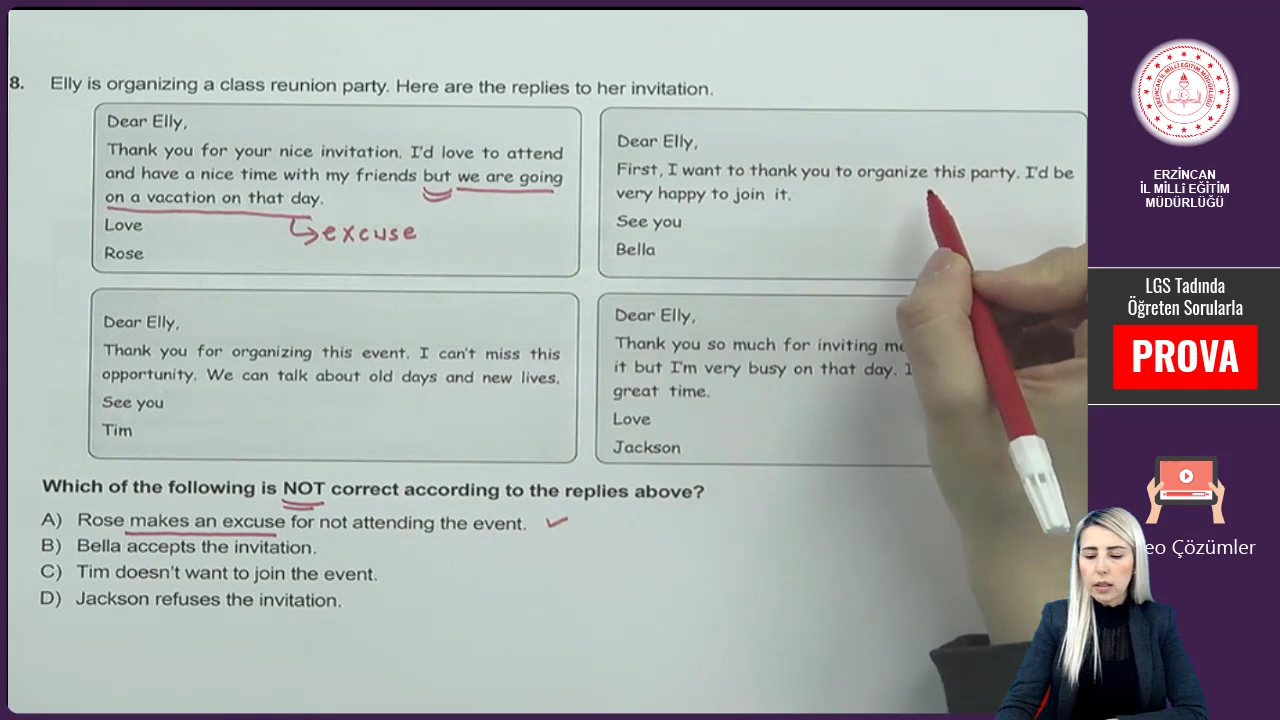 8. Elly is organizing a class reunion party. Here are the replies to her invitation.
Dear Elly,
Thank you for your nice invitation. I'd love to attend
and have a nice time with my friends but we are going
on a vacation on that day.
excuse
Love
Rose
Dear Elly,
First, I want to thank you to organize this party. I'd be
very happy to join it.
See you
Bella
Dear Elly,
Thank you for organizing this event. I can't miss this
opportunity. We can talk about old days and new lives.
See you
Tim
Dear Elly,
Thank you so much for inviting
it but I'm very busy on that day.
great time.
Love
Jackson
Which of the following is NOT correct according to the replies above?
A) Rose makes an excuse for not attending the event.
B) Bella accepts the invitation.
C) Tim doesn't want to join the event.
D) Jackson refuses the invitation.
ERZİNCAN
İL MİLLÎ EĞİTİM
MÜDÜRLÜĞÜ
LGS Tadında
Öğreten Sorularla
PROVA
Çözümler